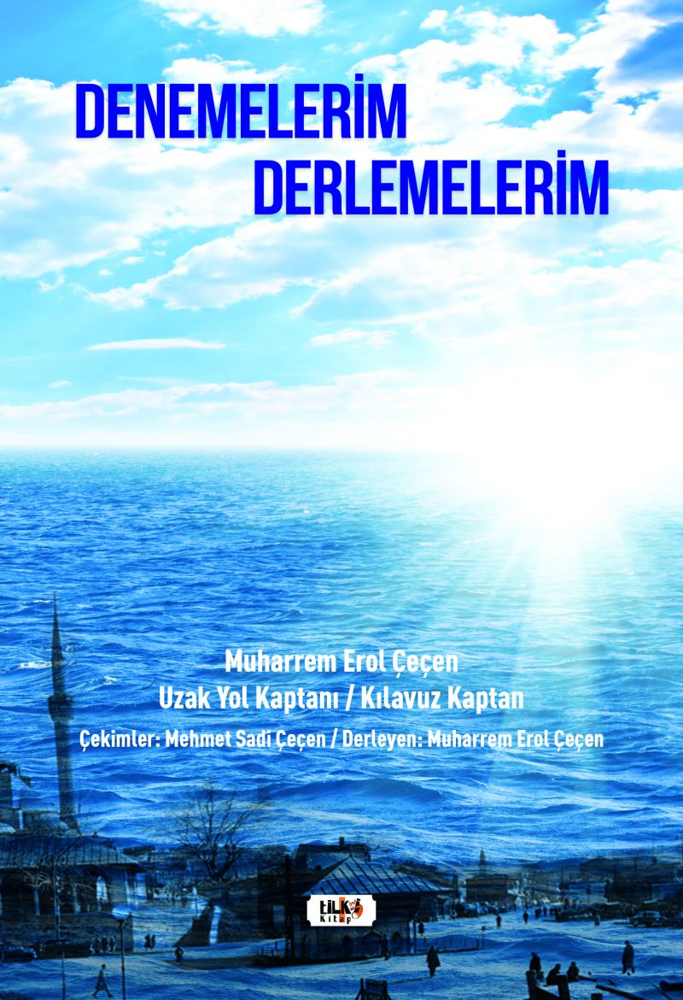 DENEMELERİM
DERLEMELERİM
Muharrem Erol Çeçen
Uzak Yol Kaptanı / Kılavuz Kaptan
Çekimler: Mehmet Sadi Çeçen / Derleyen: Muharrem Erol Çeçen
tiLKi
Kitap